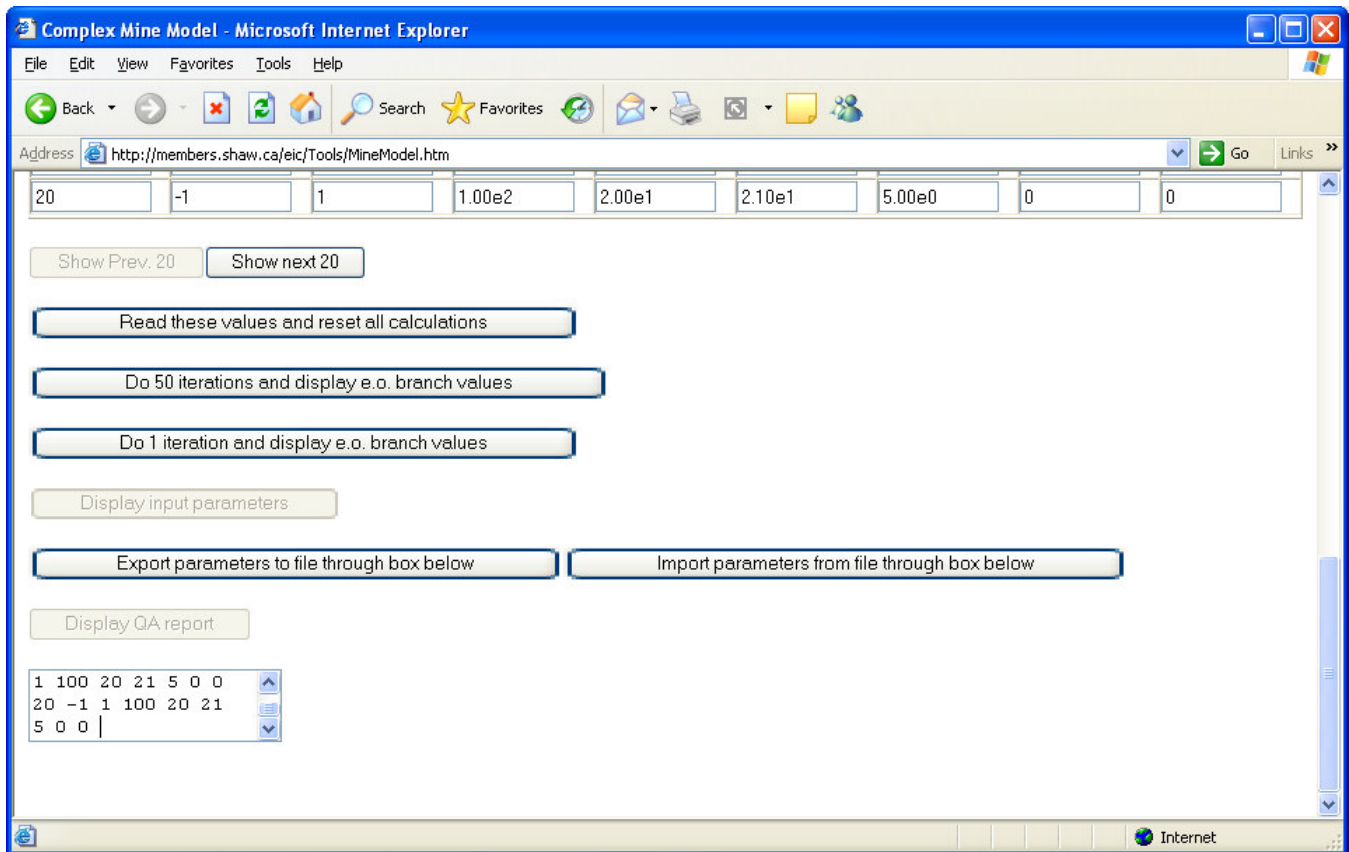 Complex Mine Model - Microsoft Internet Explorer
File Edit View Favorites Tools Help
Back Search Favorites
Address http://members.shaw.ca/eic/Tools/MineModel.htm Go Links »
20 -1 1 1.00e2 2.00e1 2.10e1 5.00e0 0 0
Show Prev. 20 Show next 20
Read these values and reset all calculations
Do 50 iterations and display e.o. branch values
Do 1 iteration and display e.o. branch values
Display input parameters
Export parameters to file through box below Import parameters from file through box below
Display QA report
1 100 20 21 5 0 0
20 -1 1 100 20 21
5 0 0
Internet